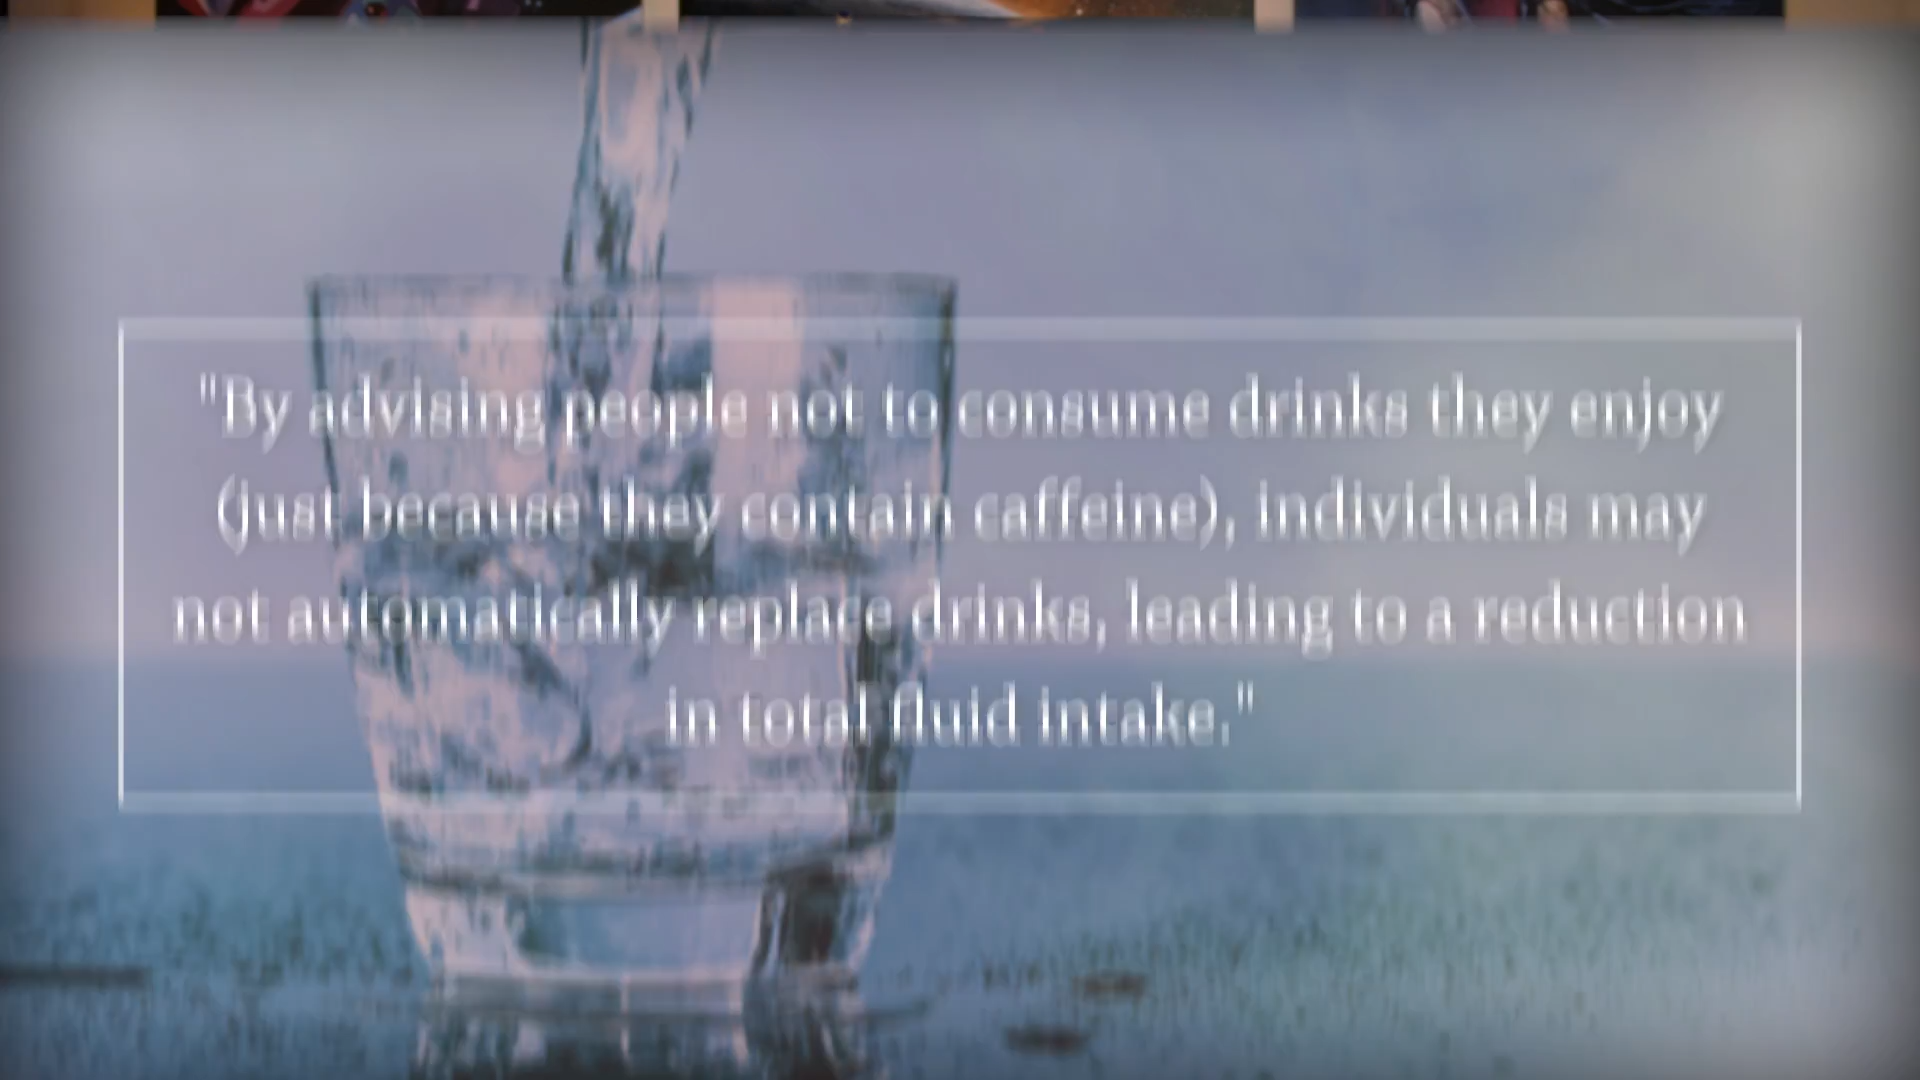 "By advising people not to consume drinks they enjoy
(just because they contain caffeine), individuals may
not automatically replace drinks, leading to a reduction
in total fluid intake."